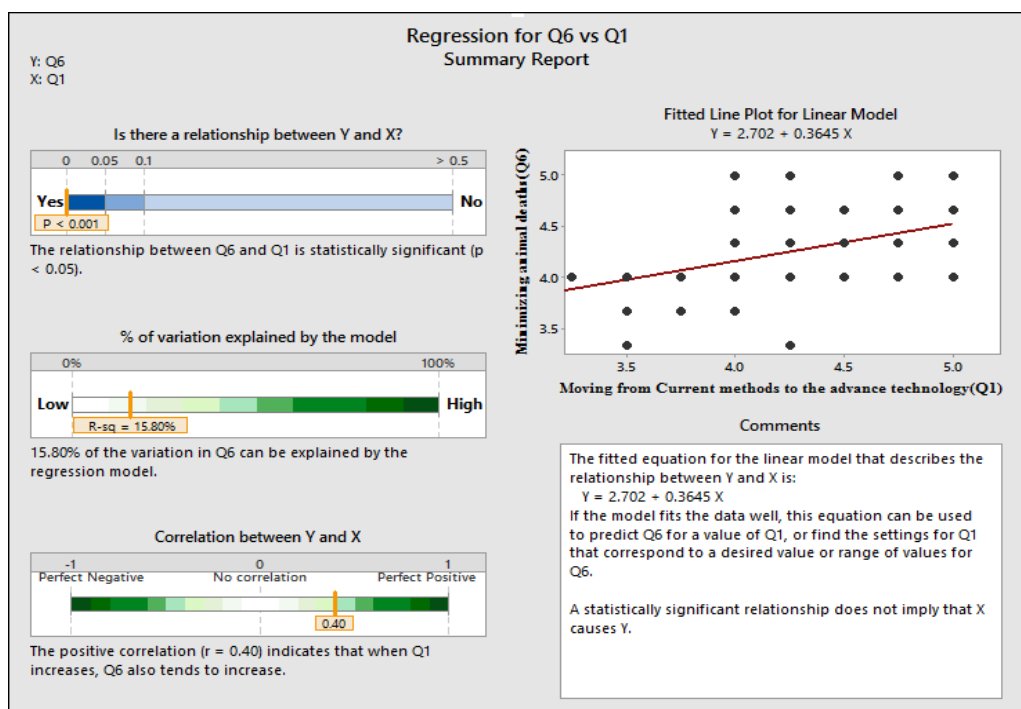 Regression for Q6 vs Q1
Summary Report
Y: Q6
X: Q1
Is there a relationship between Y and X?
0 0.05 0.1 > 0.5
Yes No
P < 0.001
The relationship between Q6 and Q1 is statistically significant (p
< 0.05).
% of variation explained by the model
0% 100%
Low High
R-sq = 15.80%
15.80% of the variation in Q6 can be explained by the
regression model.
Correlation between Y and X
-1 0 1
Perfect Negative No correlation Perfect Positive
0.40
The positive correlation (r = 0.40) indicates that when Q1
increases, Q6 also tends to increase.
Fitted Line Plot for Linear Model
Y = 2.702 + 0.3645 X
Minimizing animal deaths(Q6)
5.0
4.5
4.0
3.5
3.5 4.0 4.5 5.0
Moving from Current methods to the advance technology(Q1)
Comments
The fitted equation for the linear model that describes the
relationship between Y and X is:
Y = 2.702 + 0.3645 X
If the model fits the data well, this equation can be used
to predict Q6 for a value of Q1, or find the settings for Q1
that correspond to a desired value or range of values for
Q6.
A statistically significant relationship does not imply that X
causes Y.